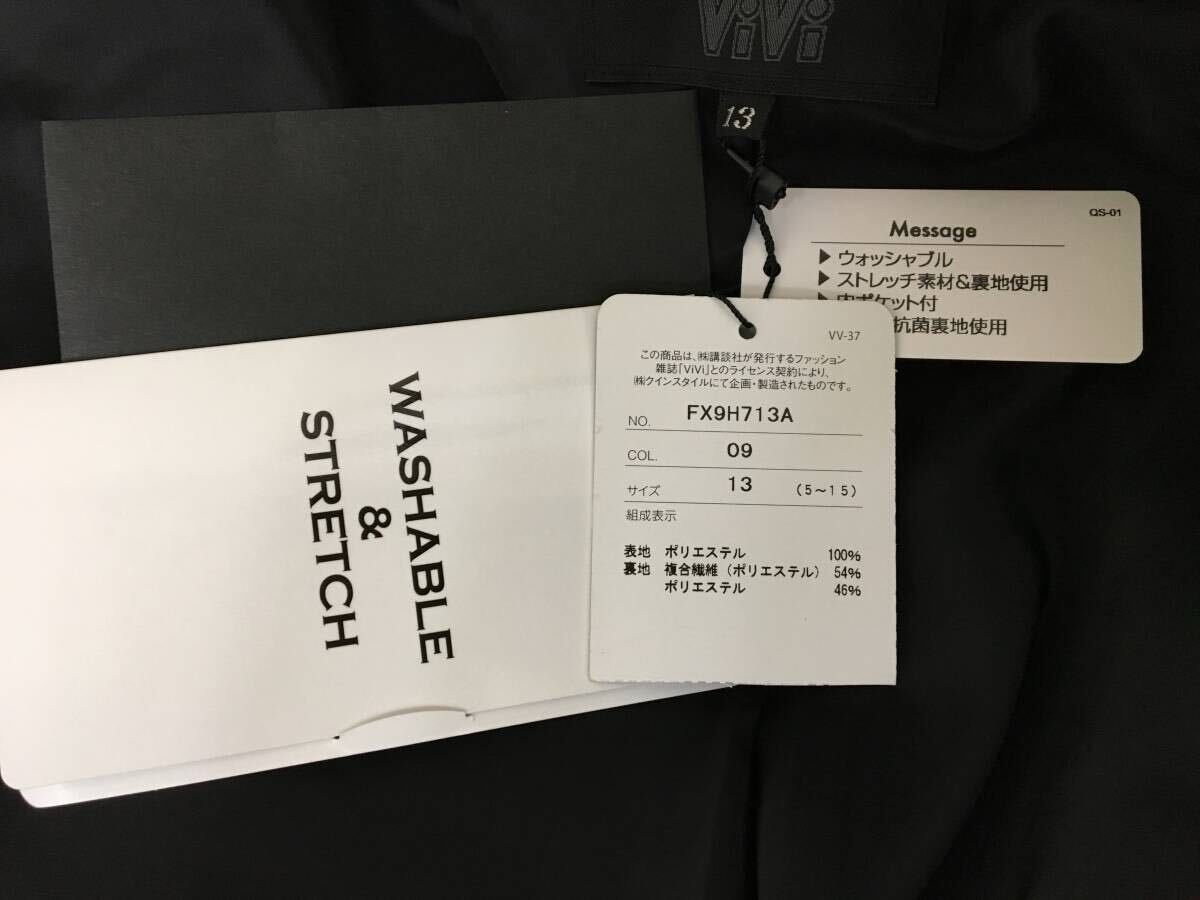 ViVi
13
QS-01
Message
▶ ウォッシャブル
▶ ストレッチ素材&裏地使用
内ポケット付
抗菌裏地使用
WASHABLE
&
STRETCH
VV-37
この商品は、㈱講談社が発行するファッション
雑誌「ViVi」とのライセンス契約により、
㈱クインスタイルにて企画・製造されたものです。
NO. FX9H713A
COL. 09
サイズ 13 (5~15)
組成表示
表地 ポリエステル 100%
裏地 複合繊維(ポリエステル) 54%
ポリエステル 46%